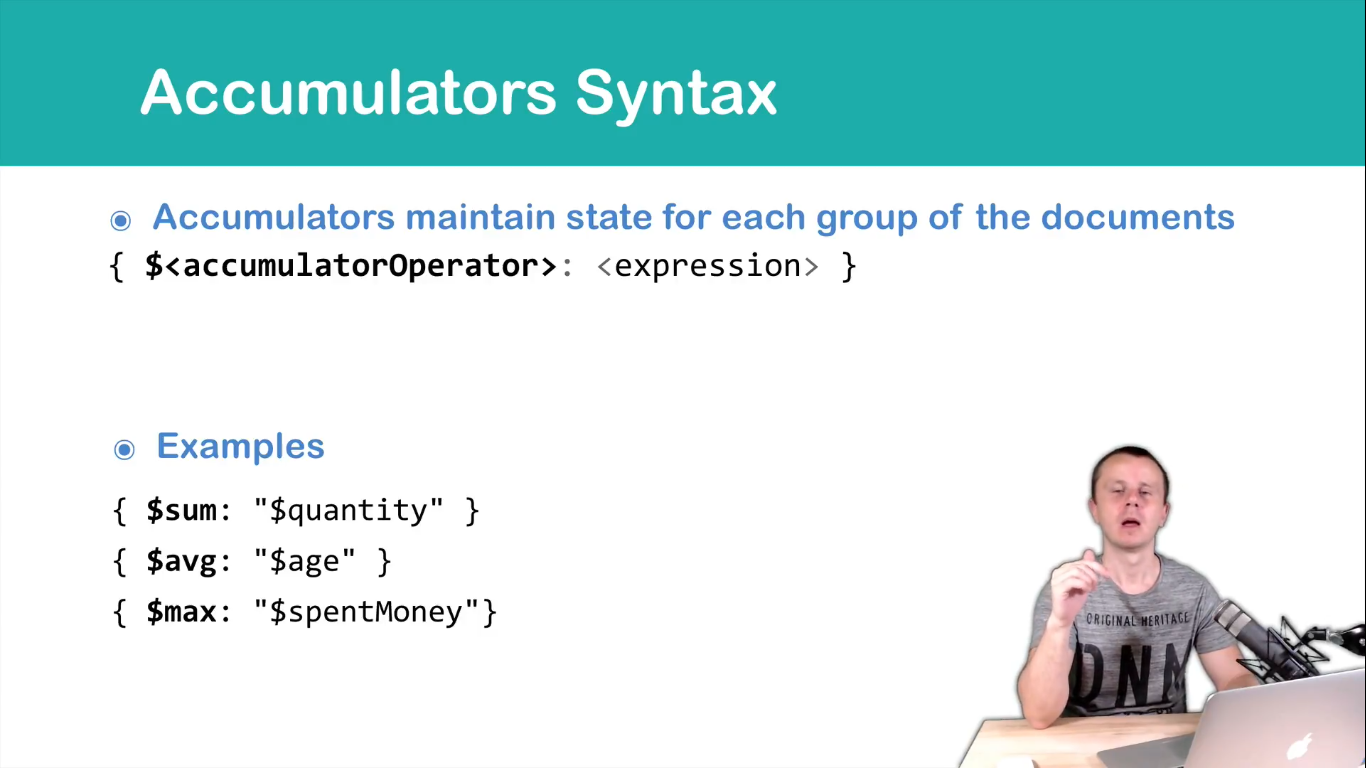 Accumulators Syntax
Accumulators maintain state for each group of the documents
{ $<accumulatorOperator>: <expression> }
Examples
{ $sum: "$quantity" }
{ $avg: "$age" }
{ $max: "$spentMoney"}
ORIGINAL HERITAGE